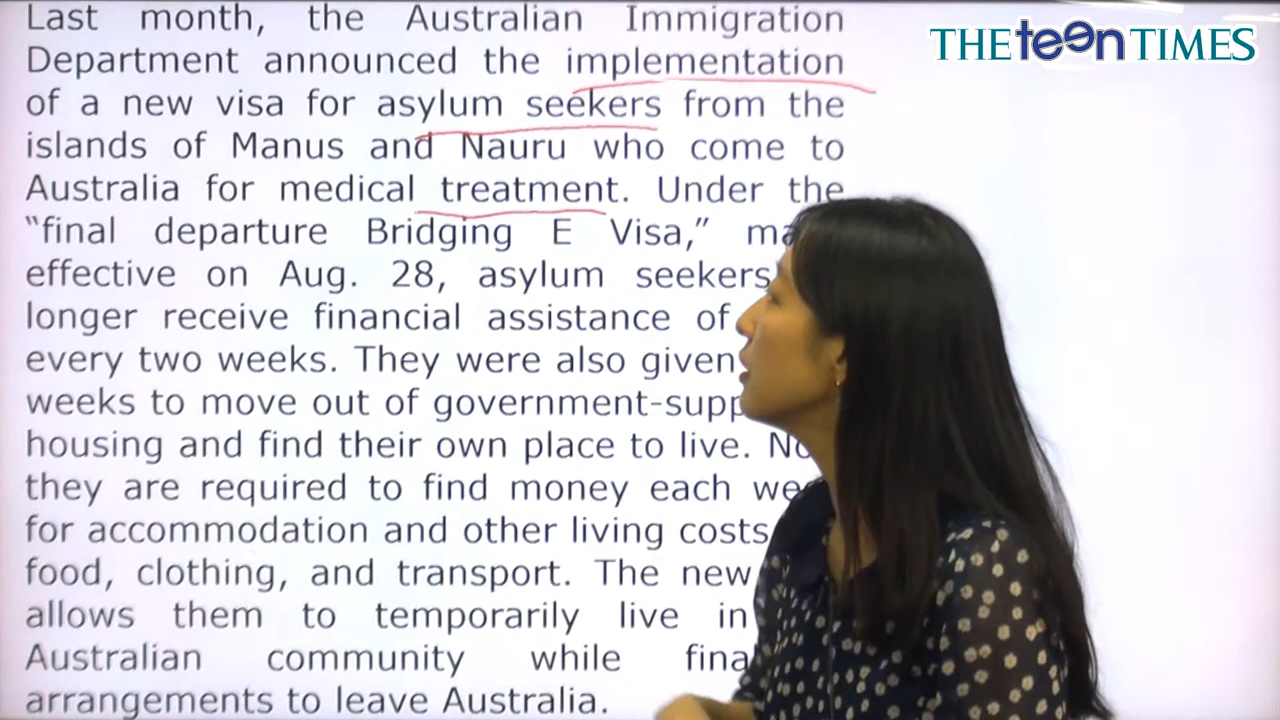 THE teen TIMES
Last month, the Australian Immigration
Department announced the implementation
of a new visa for asylum seekers from the
islands of Manus and Nauru who come to
Australia for medical treatment. Under the
“final departure Bridging E Visa,”
effective on Aug. 28, asylum seekers
longer receive financial assistance of
every two weeks. They were also given
weeks to move out of
housing and find their own place to live.
they are required to find money each
for accommodation and other living costs
food, clothing, and transport. The new
allows them to temporarily live in
Australian community while
arrangements to leave Australia.